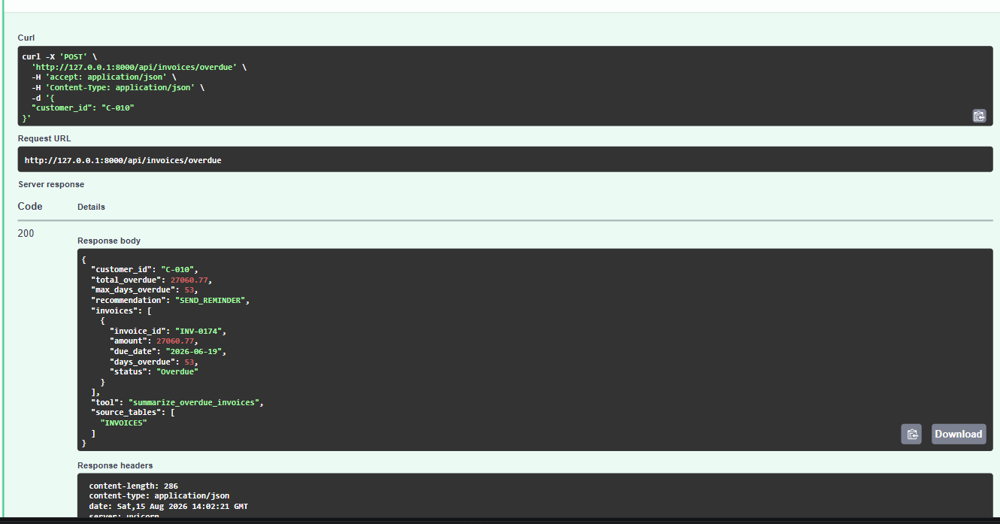 Curl
curl -X 'POST' \
  'http://127.0.0.1:8000/api/invoices/overdue' \
  -H 'accept: application/json' \
  -H 'Content-Type: application/json' \
  -d '{
  "customer_id": "C-010"
}'
Request URL
http://127.0.0.1:8000/api/invoices/overdue
Server response
Code Details
200
Response body
{
  "customer_id": "C-010",
  "total_overdue": 27060.77,
  "max_days_overdue": 53,
  "recommendation": "SEND_REMINDER",
  "invoices": [
    {
      "invoice_id": "INV-0174",
      "amount": 27060.77,
      "due_date": "2026-06-19",
      "days_overdue": 53,
      "status": "Overdue"
    }
  ],
  "tool": "summarize_overdue_invoices",
  "source_tables": [
    "INVOICES"
  ]
}
Download
Response headers
content-length: 286
content-type: application/json
date: Sat,15 Aug 2026 14:02:21 GMT
server: uvicorn